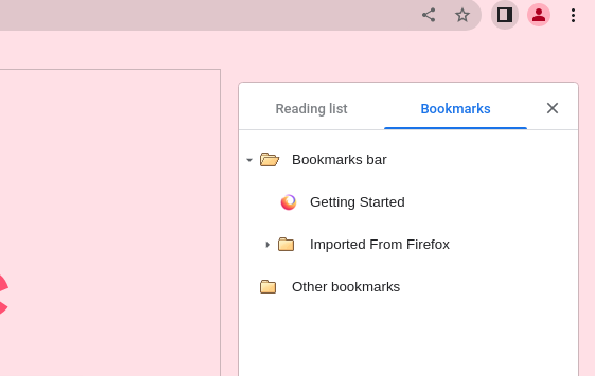 Reading list
Bookmarks
Bookmarks bar
Getting Started
Imported From Firefox
Other bookmarks